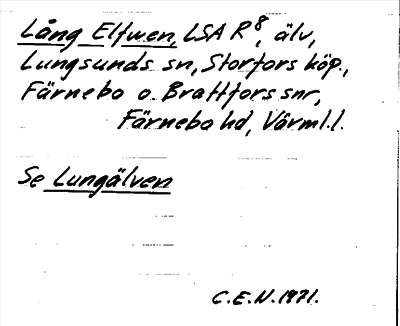 Lång Elfwen, LSA R8, älv,
Lungsunds sn, Storfors köp.,
Färnebo o. Brattfors snr,
Färnebo hd, Värml. l.
Se Lungälven
C.E.N. 1971.